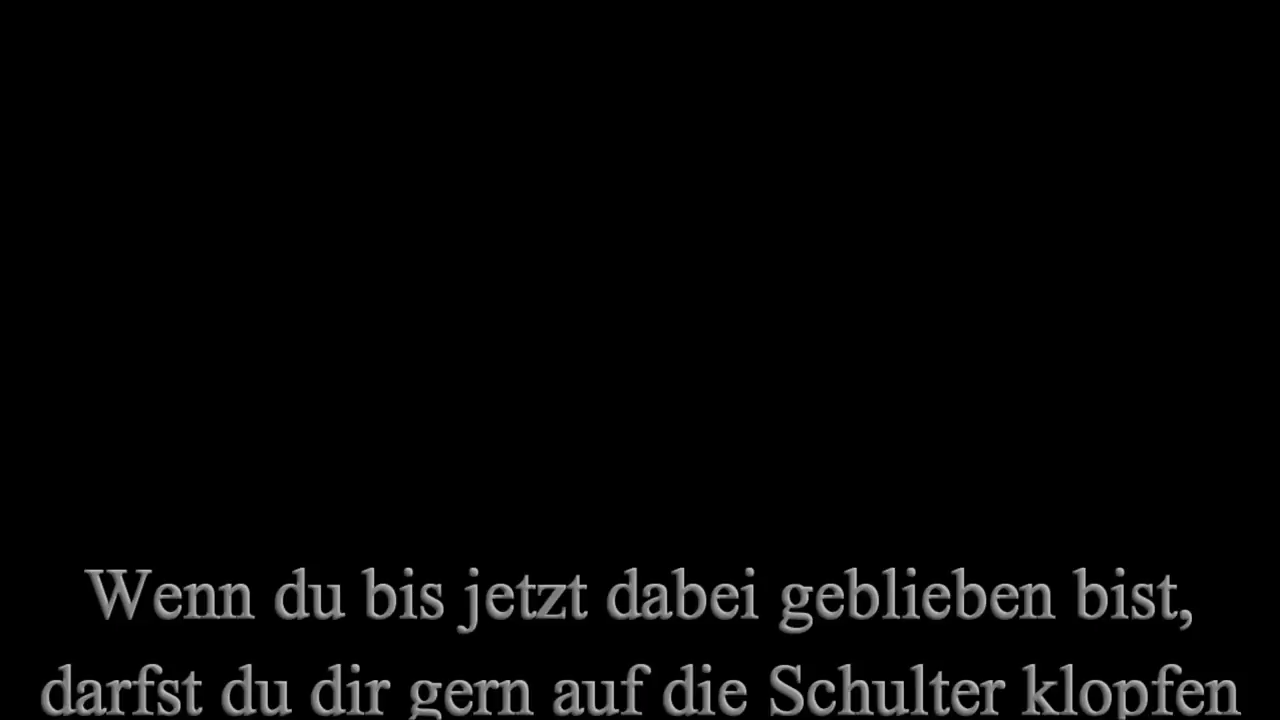 Wenn du bis jetzt dabei geblieben bist,
darfst du dir gern auf die Schulter klopfen